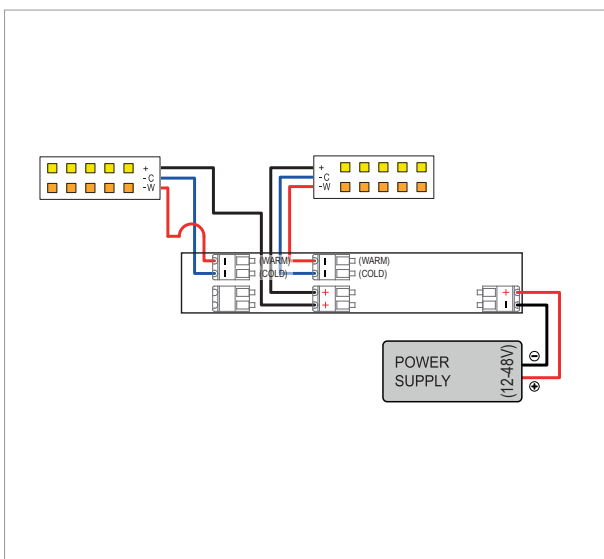 +
-C
-W
+
-C
-W
(WARM)
(COLD)
(WARM)
(COLD)
+
+
+
POWER
SUPPLY
(12-48V)